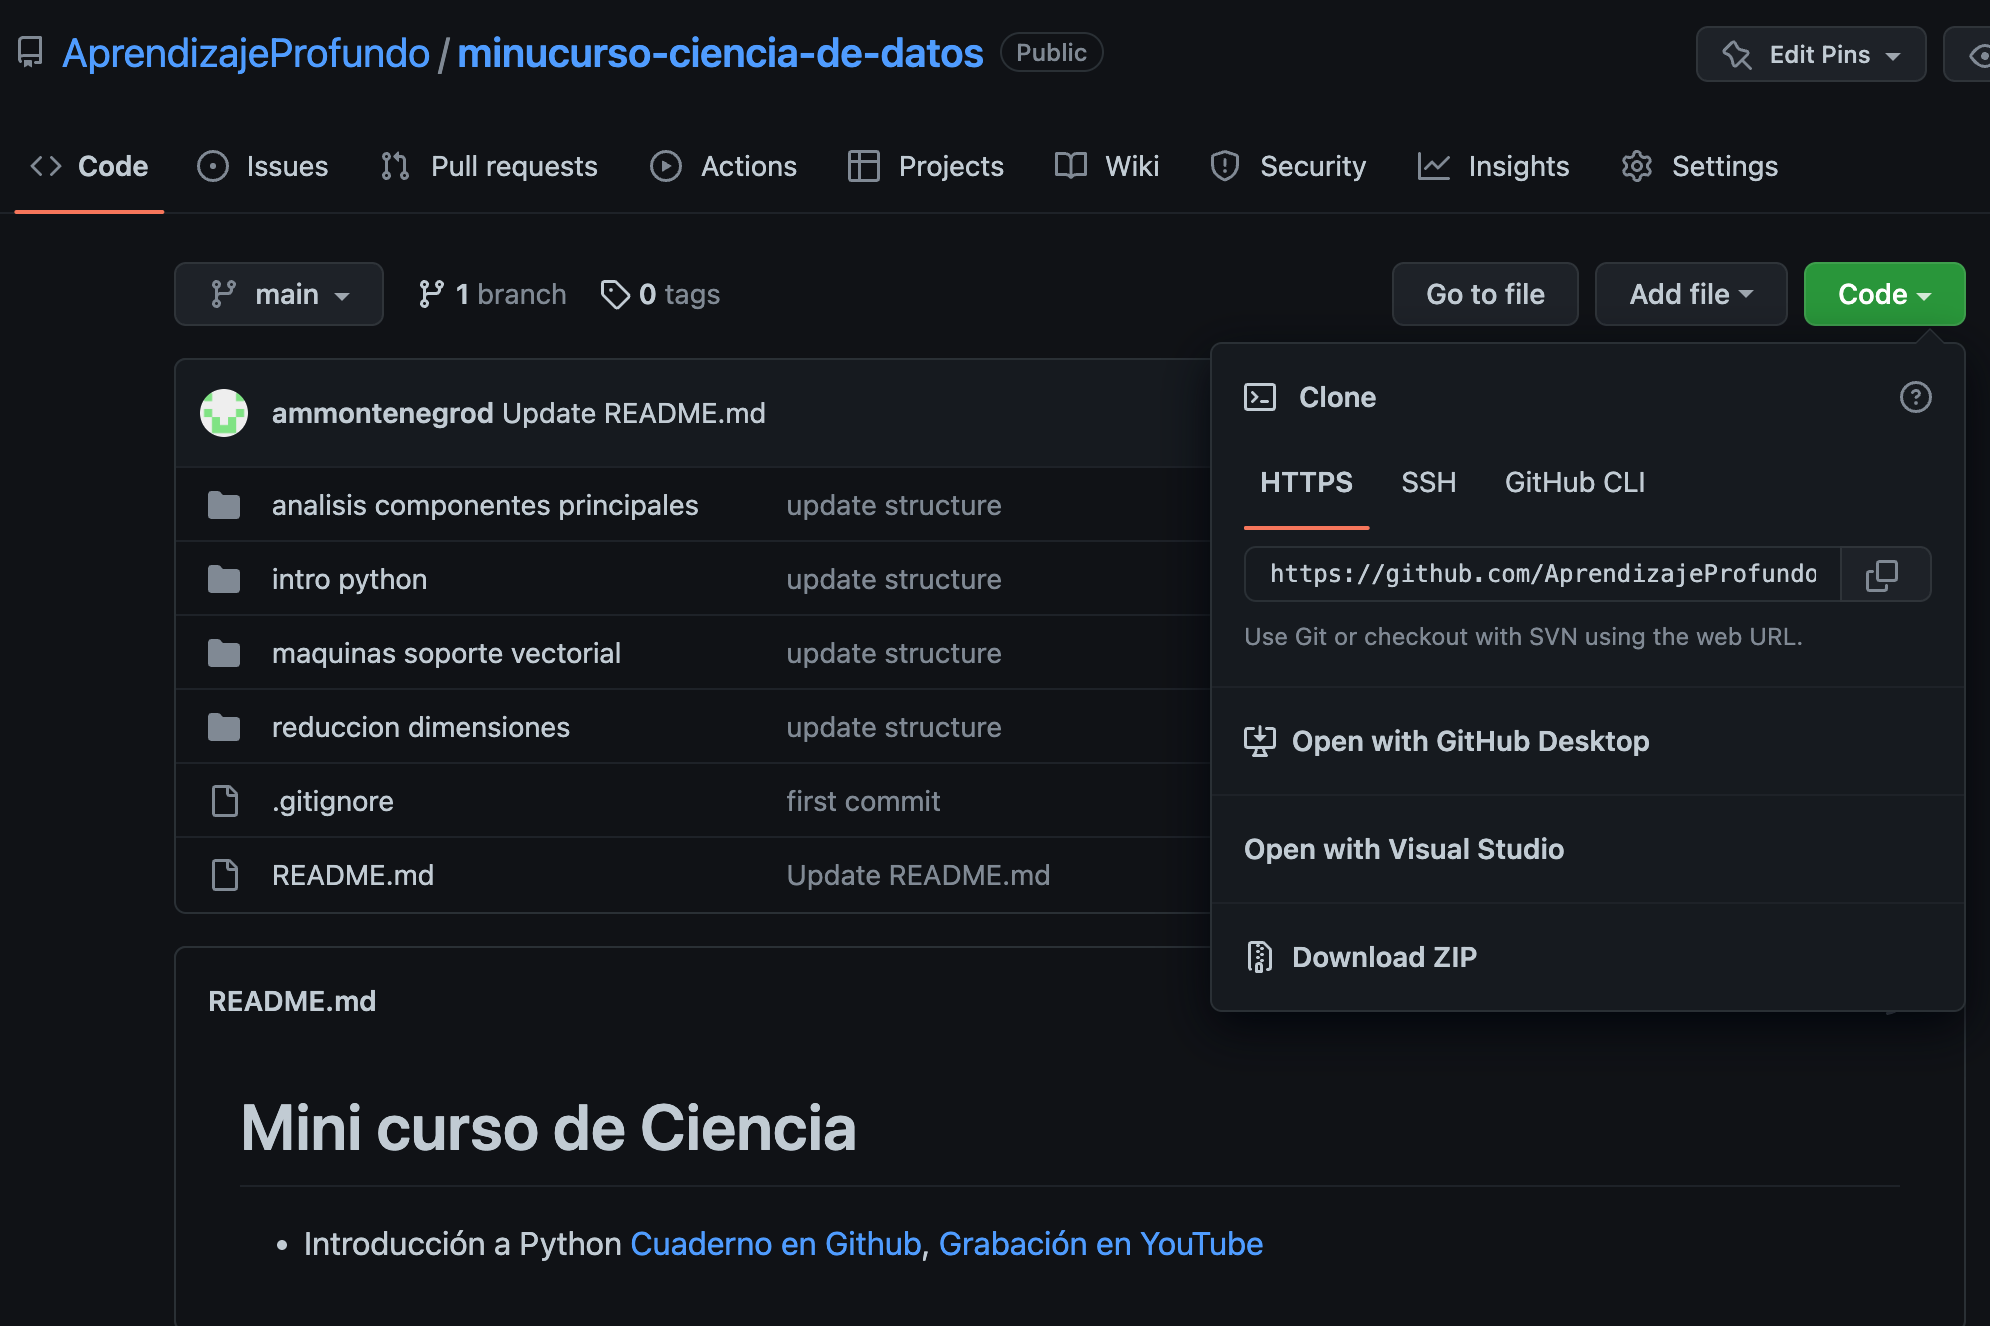 AprendizajeProfundo / minucurso-ciencia-de-datos Public Edit Pins
Code Issues Pull requests Actions Projects Wiki Security Insights Settings
main 1 branch 0 tags Go to file Add file Code
ammontenegrod Update README.md
analisis componentes principales update structure
intro python update structure
maquinas soporte vectorial update structure
reduccion dimensiones update structure
.gitignore first commit
README.md Update README.md
Clone
HTTPS SSH GitHub CLI
https://github.com/AprendizajeProfundo
Use Git or checkout with SVN using the web URL.
Open with GitHub Desktop
Open with Visual Studio
Download ZIP
README.md
Mini curso de Ciencia
• Introducción a Python Cuaderno en Github, Grabación en YouTube